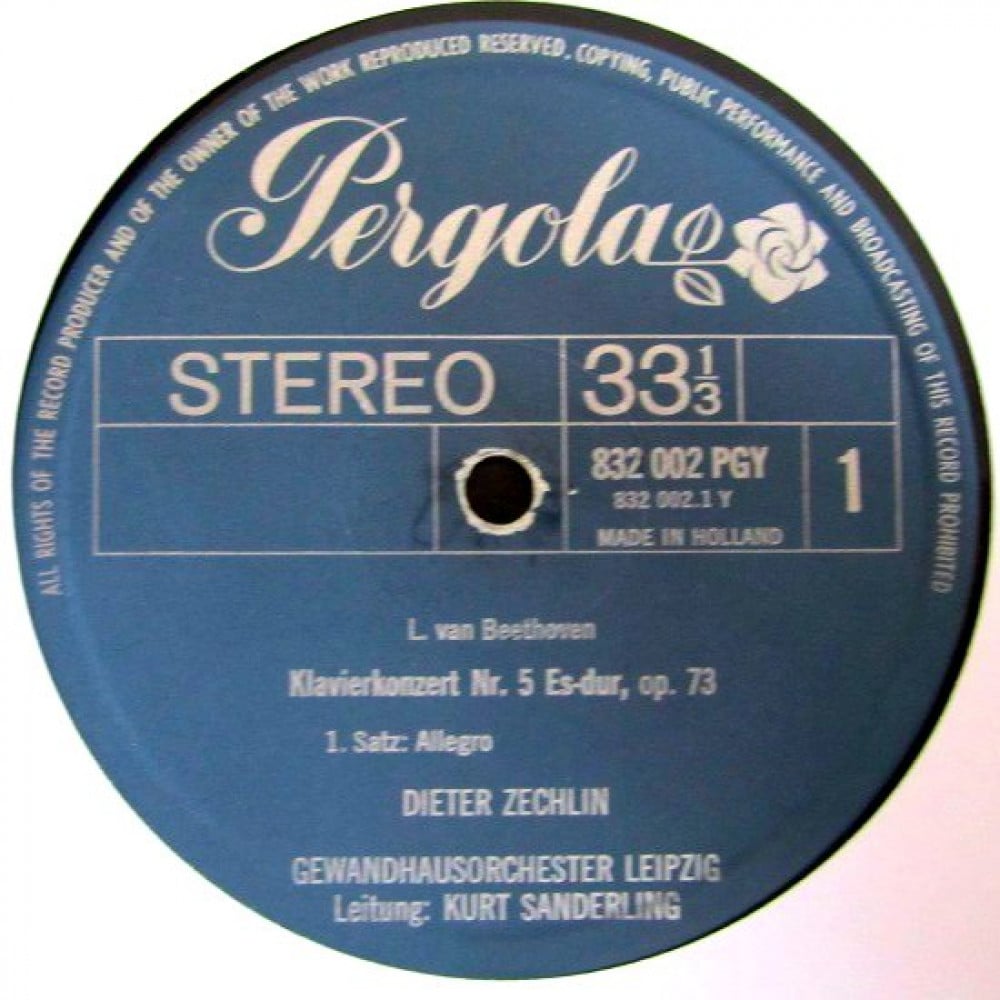 ALL RIGHTS OF THE RECORD PRODUCER AND OF THE OWNER OF THE WORK REPRODUCED RESERVED. COPYING, PUBLIC PERFORMANCE AND BROADCASTING OF THIS RECORD PROHIBITED
Pergola
STEREO 33 1/3
832 002 PGY 1
832 002.1 Y
MADE IN HOLLAND
L. van Beethoven
Klavierkonzert Nr. 5 Es-dur, op. 73
1. Satz: Allegro
DIETER ZECHLIN
GEWANDHAUSORCHESTER LEIPZIG
Leitung: KURT SANDERLING